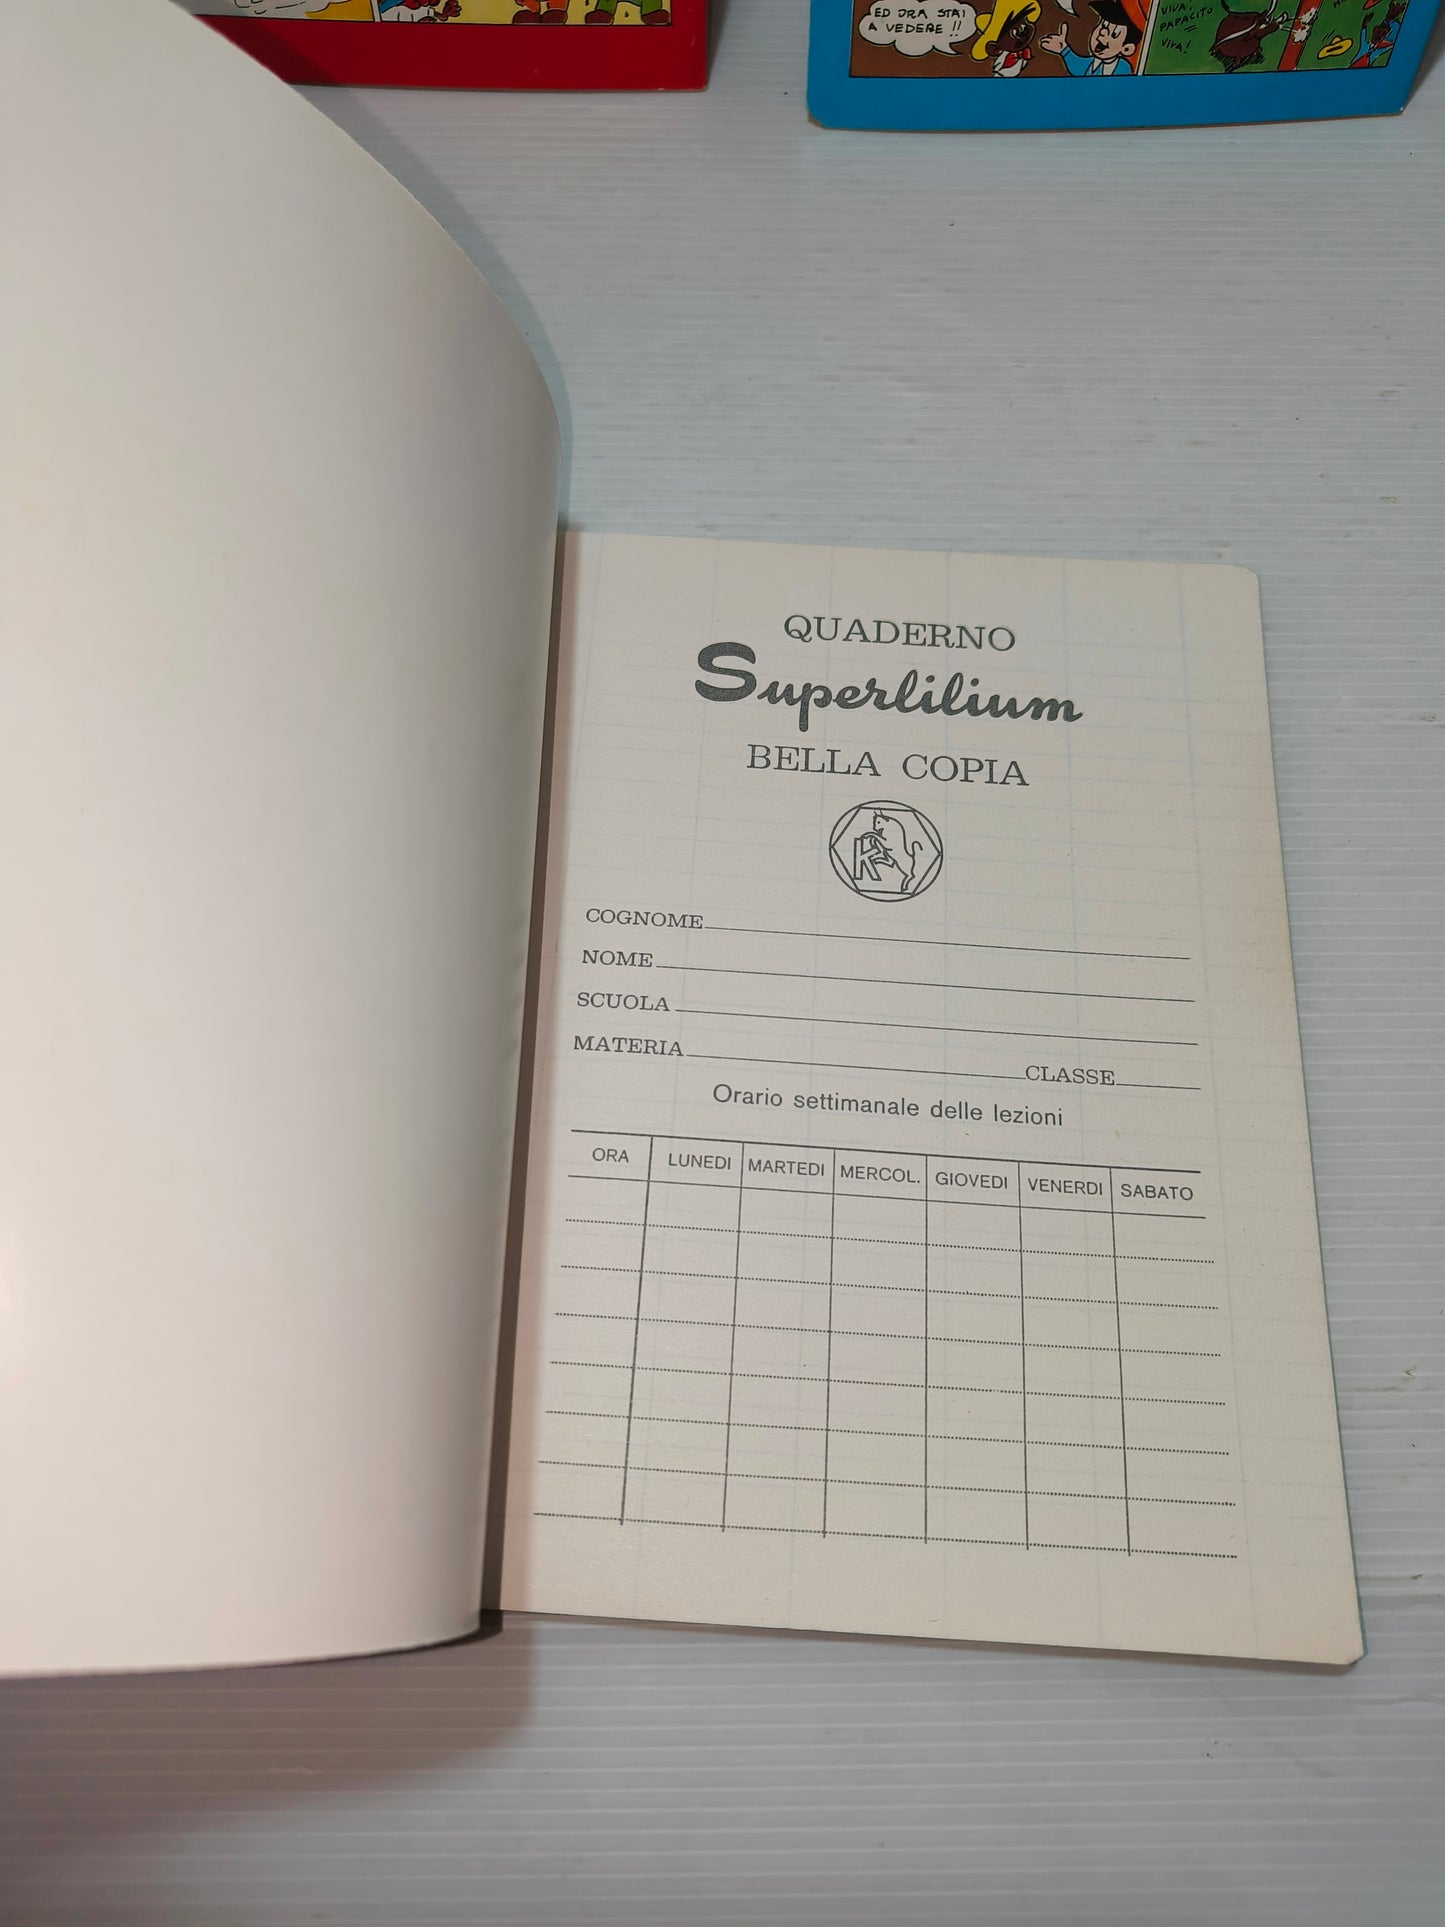 ED ORA STAI
A VEDERE !!
VIVA!
PAPACITO
VIVA!
QUADERNO
Superlilium
BELLA COPIA
K
COGNOME
NOME
SCUOLA
MATERIA CLASSE
Orario settimanale delle lezioni
ORA LUNEDI MARTEDI MERCOL. GIOVEDI VENERDI SABATO